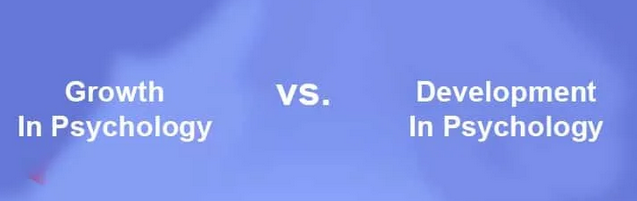 Growth
In Psychology
vs.
Development
In Psychology